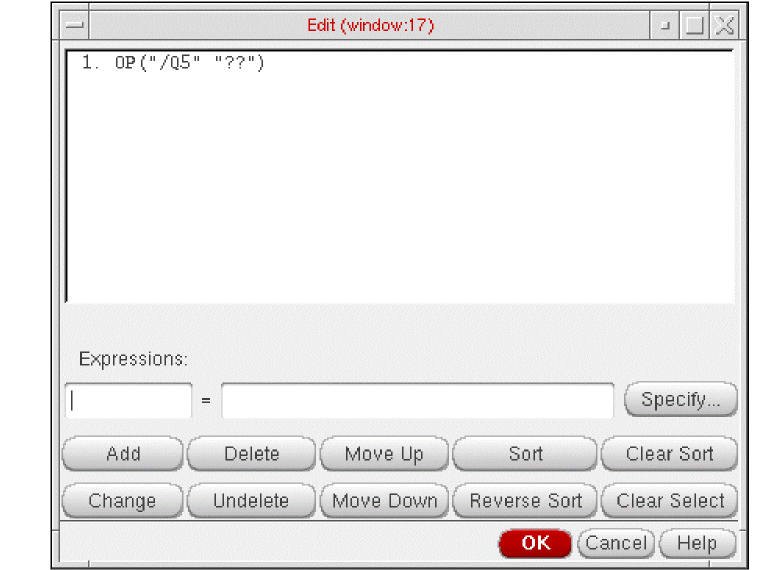 Edit (window:17)
1. OP("/Q5" "??")
Expressions:
= Specify...
Add Delete Move Up Sort Clear Sort
Change Undelete Move Down Reverse Sort Clear Select
OK Cancel Help